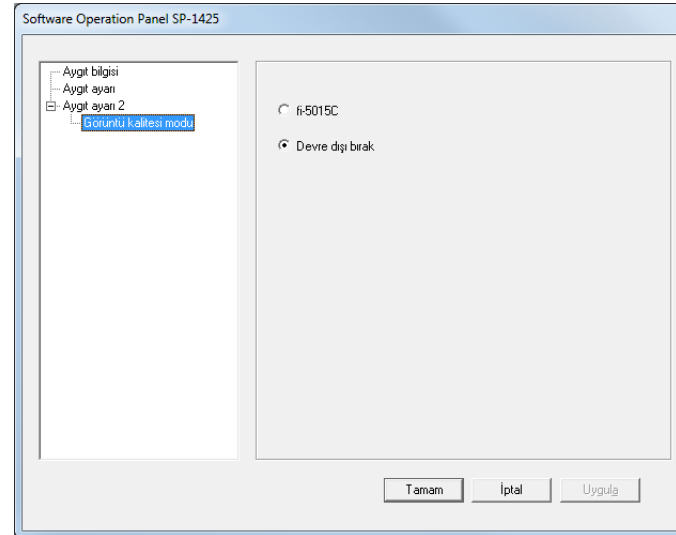 Software Operation Panel SP-1425
Aygıt bilgisi
Aygıt ayarı
Aygıt ayarı 2
Görüntü kalitesi modu
fi-5015C
Devre dışı bırak
Tamam
İptal
Uygula